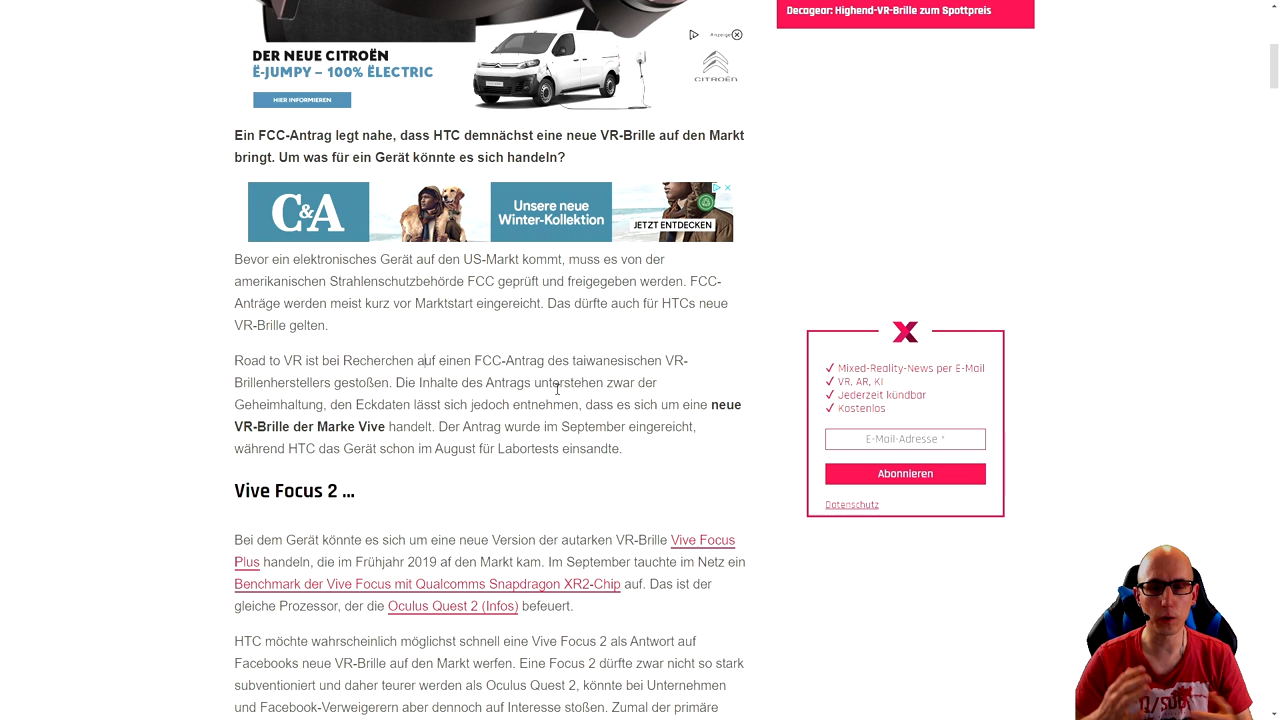 Decagear: Highend-VR-Brille zum Spottpreis
DER NEUE CITROËN
Ë-JUMPY – 100% ËLECTRIC
HIER INFORMIEREN
Anzeige
CITROËN
Ein FCC-Antrag legt nahe, dass HTC demnächst eine neue VR-Brille auf den Markt
bringt. Um was für ein Gerät könnte es sich handeln?
C&A
Unsere neue
Winter-Kollektion
JETZT ENTDECKEN
Bevor ein elektronisches Gerät auf den US-Markt kommt, muss es von der
amerikanischen Strahlenschutzbehörde FCC geprüft und freigegeben werden. FCC-
Anträge werden meist kurz vor Marktstart eingereicht. Das dürfte auch für HTCs neue
VR-Brille gelten.
Road to VR ist bei Recherchen auf einen FCC-Antrag des taiwanesischen VR-
Brillenherstellers gestoßen. Die Inhalte des Antrags unterstehen zwar der
Geheimhaltung, den Eckdaten lässt sich jedoch entnehmen, dass es sich um eine neue
VR-Brille der Marke Vive handelt. Der Antrag wurde im September eingereicht,
während HTC das Gerät schon im August für Labortests einsandte.
Vive Focus 2 ...
Bei dem Gerät könnte es sich um eine neue Version der autarken VR-Brille Vive Focus
Plus handeln, die im Frühjahr 2019 af den Markt kam. Im September tauchte im Netz ein
Benchmark der Vive Focus mit Qualcomms Snapdragon XR2-Chip auf. Das ist der
gleiche Prozessor, der die Oculus Quest 2 (Infos) befeuert.
HTC möchte wahrscheinlich möglichst schnell eine Vive Focus 2 als Antwort auf
Facebooks neue VR-Brille auf den Markt werfen. Eine Focus 2 dürfte zwar nicht so stark
subventioniert und daher teurer werden als Oculus Quest 2, könnte bei Unternehmen
und Facebook-Verweigerern aber dennoch auf Interesse stoßen. Zumal der primäre
X
✓ Mixed-Reality-News per E-Mail
✓ VR, AR, KI
✓ Jederzeit kündbar
✓ Kostenlos
E-Mail-Adresse *
Abonnieren
Datenschutz